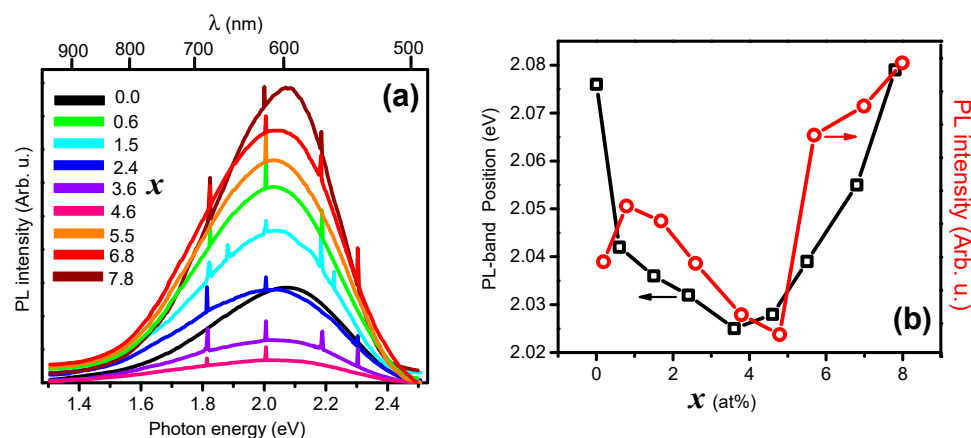 λ (nm)
900 800 700 600 500
(a)
0.0
0.6
1.5
2.4
3.6
4.6
5.5
6.8
7.8
x
PL intensity (Arb. u.)
1.4 1.6 1.8 2.0 2.2 2.4
Photon energy (eV)
2.08
2.07
2.06
2.05
2.04
2.03
2.02
PL-band Position (eV)
PL intensity (Arb. u.)
(b)
0 2 4 6 8
x (at%)